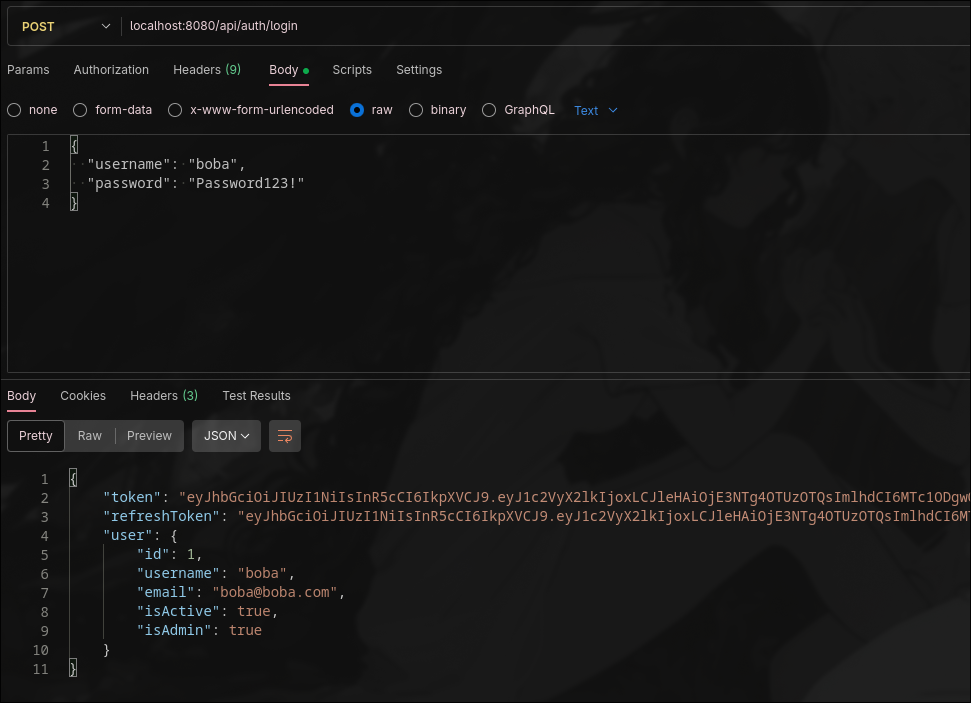 POST localhost:8080/api/auth/login
Params Authorization Headers (9) Body Scripts Settings
none form-data x-www-form-urlencoded raw binary GraphQL Text
1 {
2 "username": "boba",
3 "password": "Password123!"
4 }
Body Cookies Headers (3) Test Results
Pretty Raw Preview JSON
1 {
2 "token": "eyJhbGciOiJIUzI1NiIsInR5cCI6IkpXVCJ9.eyJ1c2VyX2lkIjoxLCJleHAiOjE3NTg4OTUzOTQsImlhdCI6MTc1ODgw
3 "refreshToken": "eyJhbGciOiJIUzI1NiIsInR5cCI6IkpXVCJ9.eyJ1c2VyX2lkIjoxLCJleHAiOjE3NTg4OTUzOTQsImlhdCI6M
4 "user": {
5 "id": 1,
6 "username": "boba",
7 "email": "boba@boba.com",
8 "isActive": true,
9 "isAdmin": true
10 }
11 }